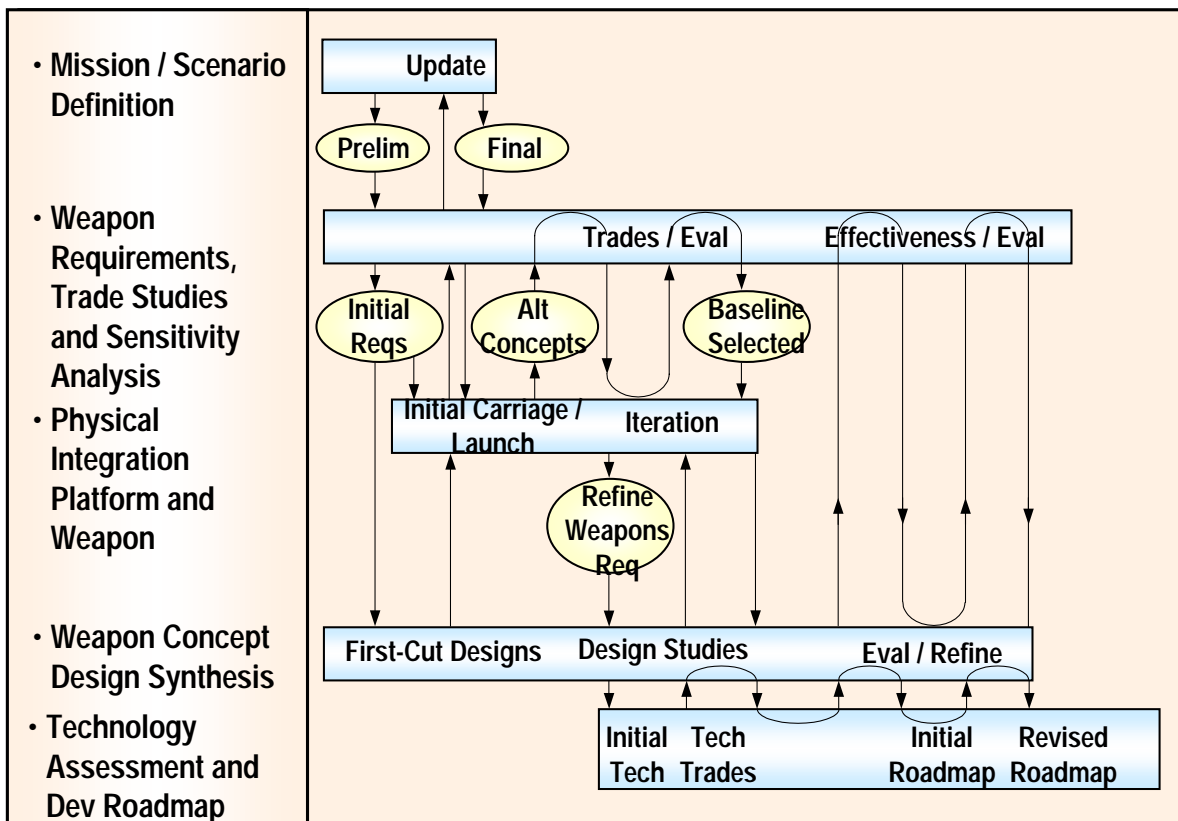 • Mission / Scenario
Definition
• Weapon
Requirements,
Trade Studies
and Sensitivity
Analysis
• Physical
Integration
Platform and
Weapon
• Weapon Concept
Design Synthesis
• Technology
Assessment and
Dev Roadmap
Update
Prelim
Final
Trades / Eval
Effectiveness / Eval
Initial
Reqs
Alt
Concepts
Baseline
Selected
Initial Carriage /
Launch
Iteration
Refine
Weapons
Req
First-Cut Designs
Design Studies
Eval / Refine
Initial
Tech
Tech
Trades
Initial
Roadmap
Revised
Roadmap